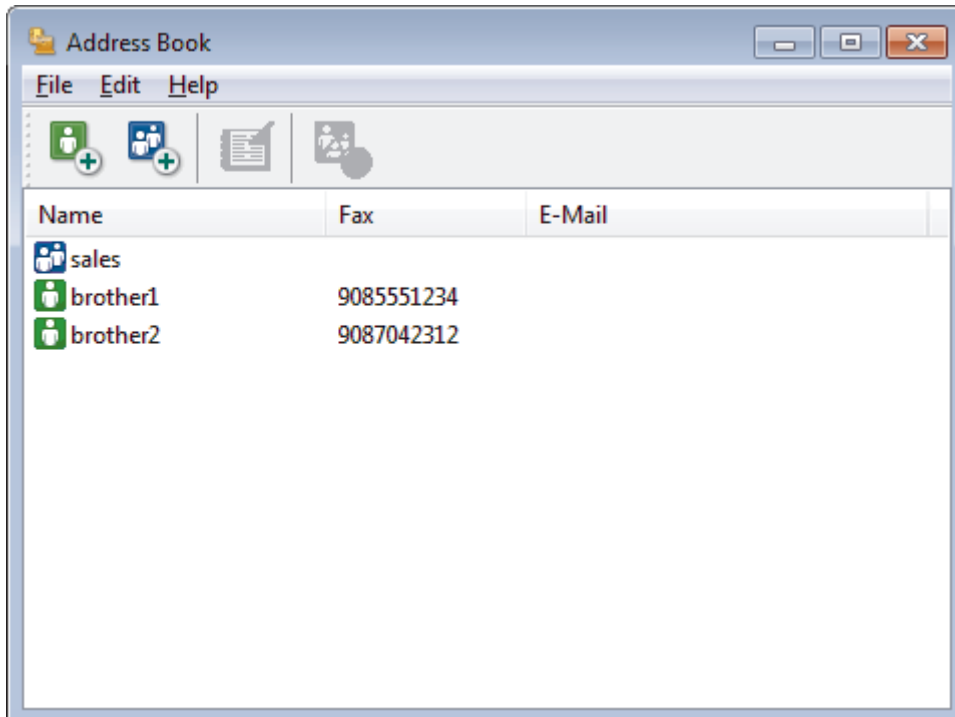 Address Book
File Edit Help
Name Fax E-Mail
sales
brother1 9085551234
brother2 9087042312